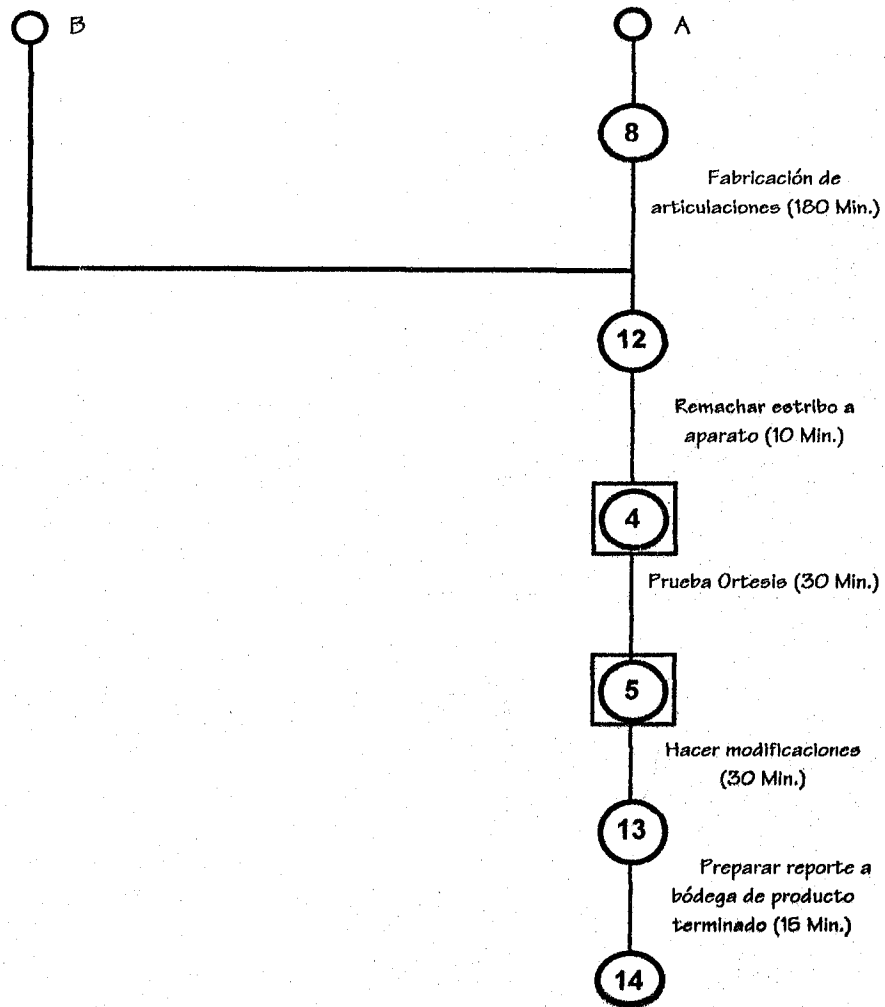 B
A
8
Fabricación de
articulaciones (180 Min.)
12
Remachar estribo a
aparato (10 Min.)
4
Prueba Ortesis (30 Min.)
5
Hacer modificaciones
(30 Min.)
13
Preparar reporte a
bódega de producto
terminado (15 Min.)
14